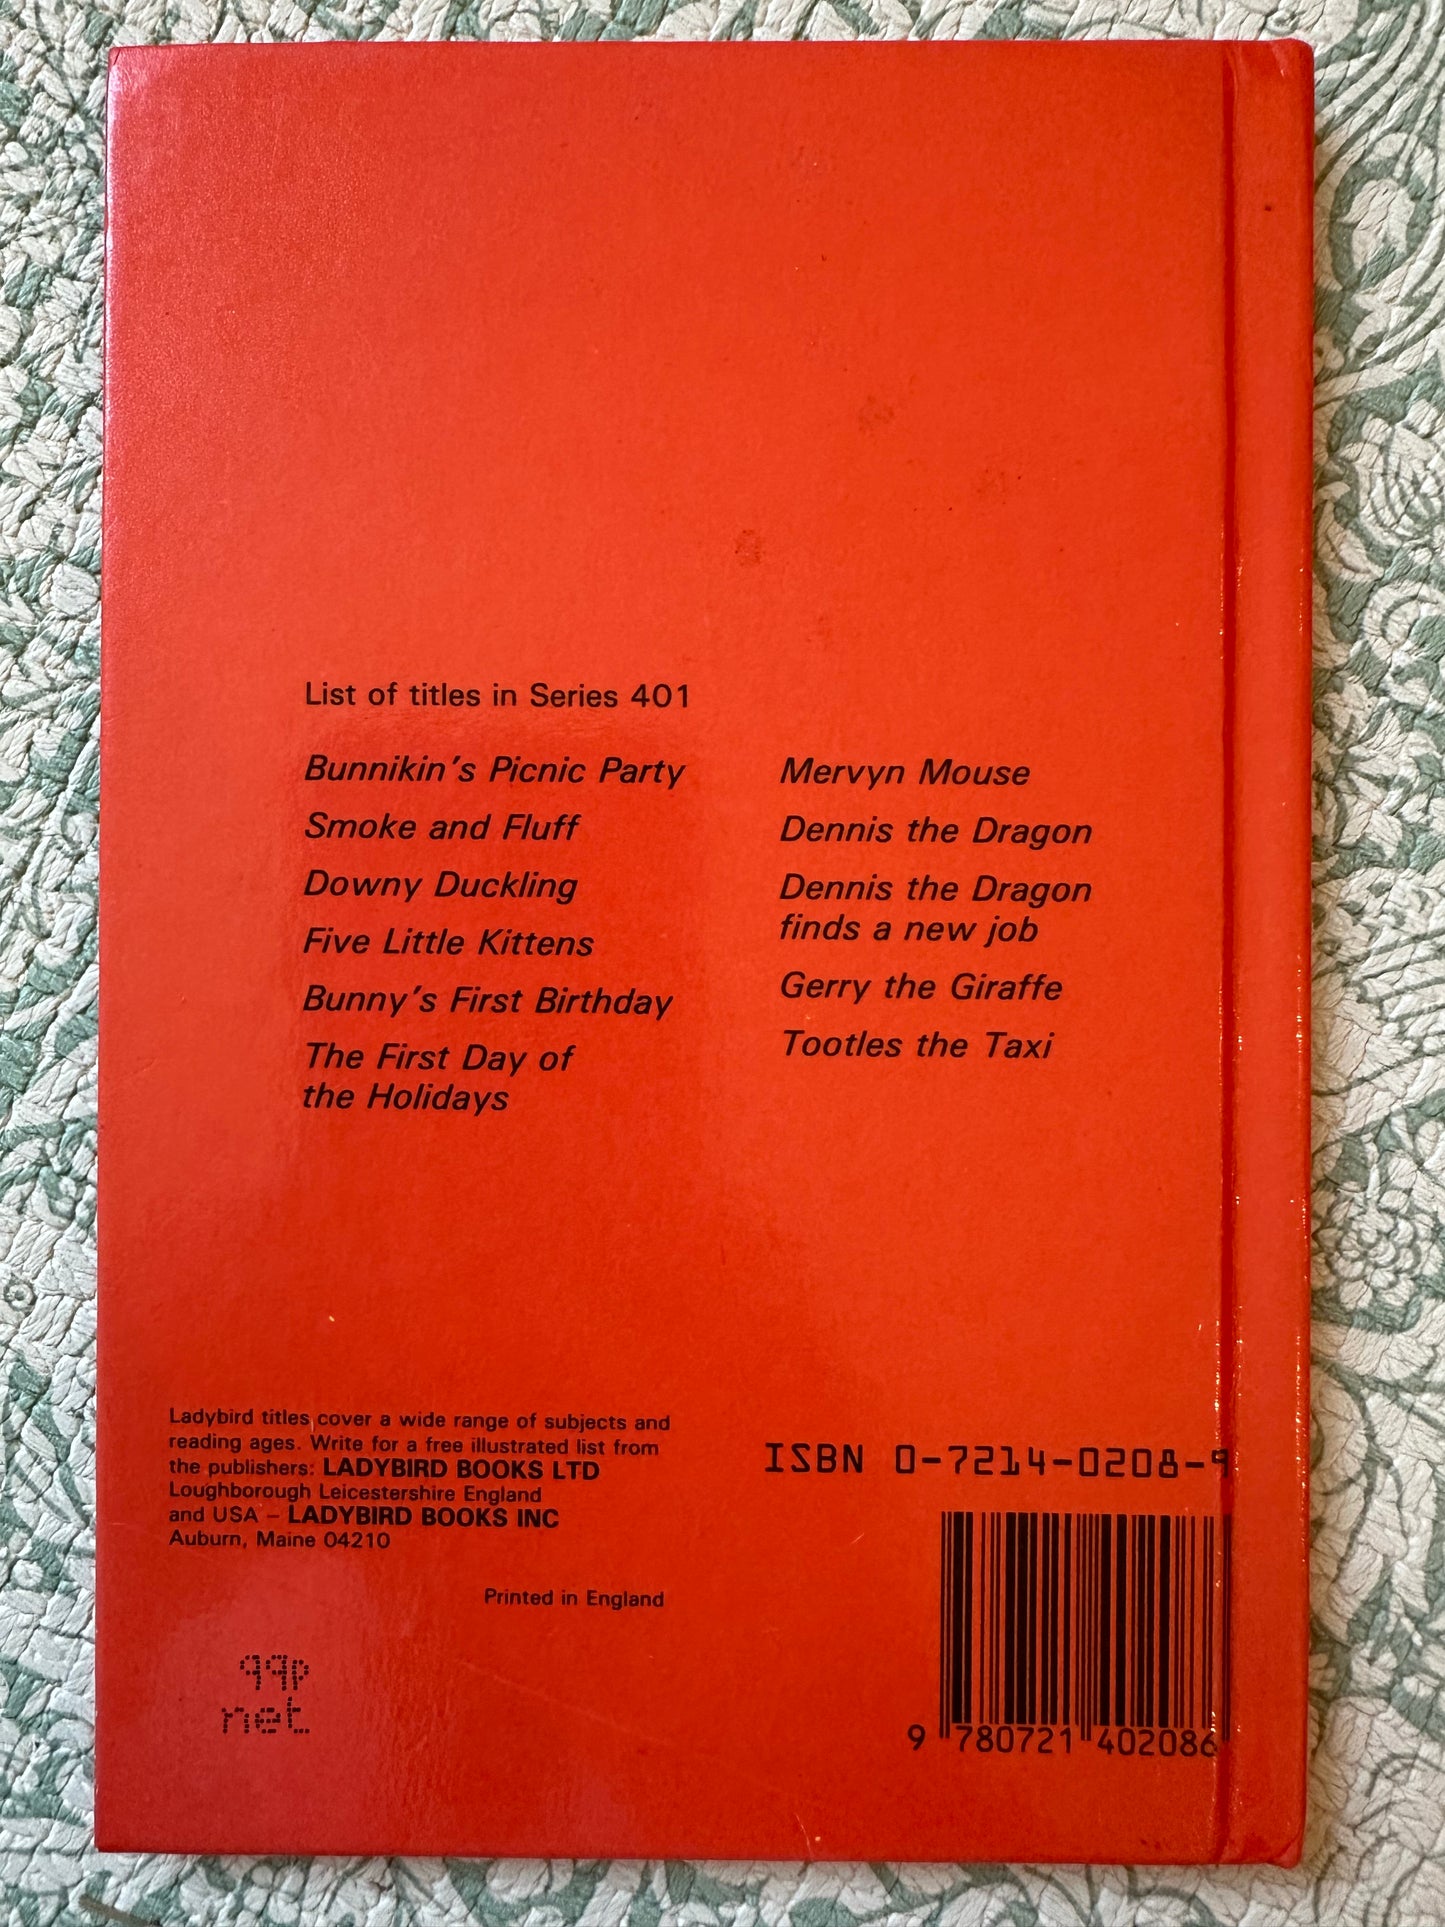 List of titles in Series 401
Bunnikin's Picnic Party
Smoke and Fluff
Downy Duckling
Five Little Kittens
Bunny's First Birthday
The First Day of
the Holidays
Mervyn Mouse
Dennis the Dragon
Dennis the Dragon
finds a new job
Gerry the Giraffe
Tootles the Taxi
Ladybird titles cover a wide range of subjects and
reading ages. Write for a free illustrated list from
the publishers: LADYBIRD BOOKS LTD
Loughborough Leicestershire England
and USA – LADYBIRD BOOKS INC
Auburn, Maine 04210
Printed in England
99p
net
ISBN 0-7214-0208-9
9 780721 402086